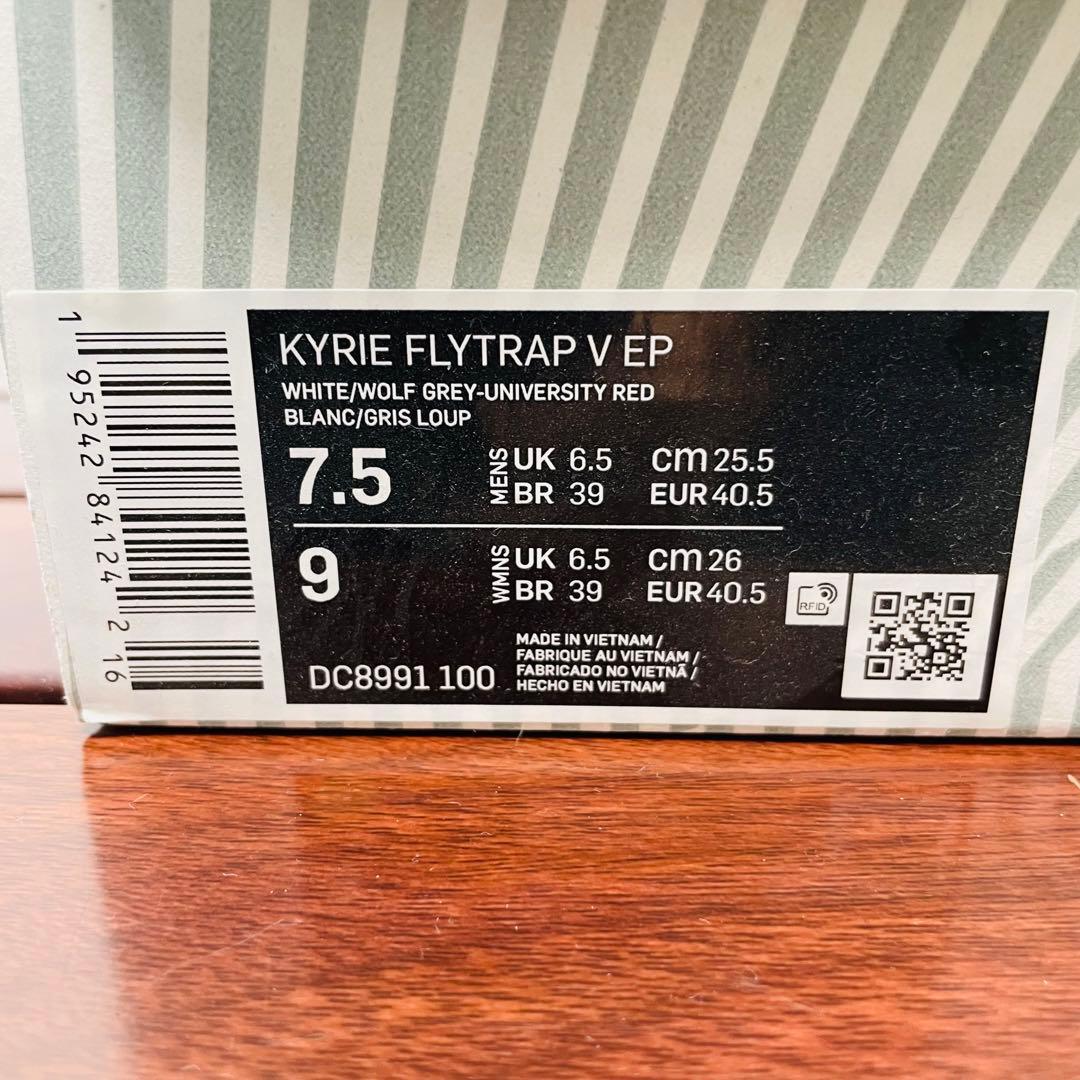 1 95242 84124 2 16
KYRIE FLYTRAP V EP
WHITE/WOLF GREY-UNIVERSITY RED
BLANC/GRIS LOUP
7.5 MENS UK 6.5 cm 25.5
BR 39 EUR 40.5
9 WMNS UK 6.5 cm 26
BR 39 EUR 40.5
RFID
DC8991 100
MADE IN VIETNAM /
FABRIQUE AU VIETNAM /
FABRICADO NO VIETNÃ /
HECHO EN VIETNAM